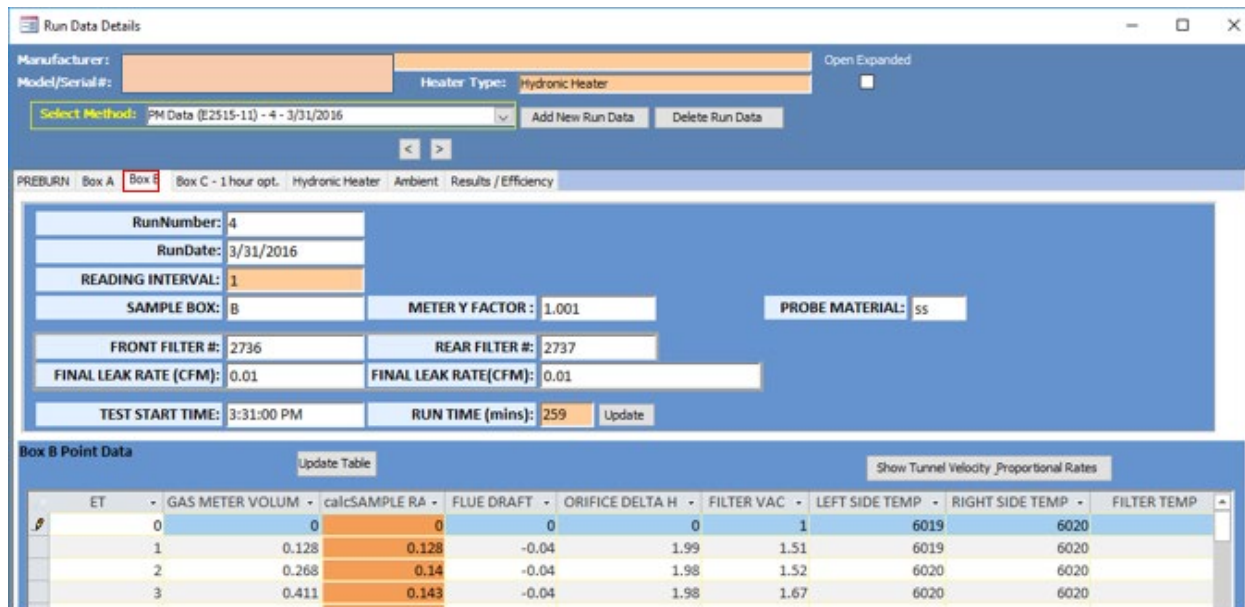 Run Data Details
Manufacturer:
Open Expanded
Model/Serial#: Heater Type: Hydronic Heater
Select Method: PM Data (E2515-11) - 4 - 3/31/2016 Add New Run Data Delete Run Data
< >
PREBURN Box A Box B Box C - 1 hour opt. Hydronic Heater Ambient Results / Efficiency
RunNumber: 4
RunDate: 3/31/2016
READING INTERVAL: 1
SAMPLE BOX: B METER Y FACTOR : 1.001 PROBE MATERIAL: ss
FRONT FILTER #: 2736 REAR FILTER #: 2737
FINAL LEAK RATE (CFM): 0.01 FINAL LEAK RATE(CFM): 0.01
TEST START TIME: 3:31:00 PM RUN TIME (mins): 259 Update
Box B Point Data
Update Table Show Tunnel Velocity ,Proportional Rates
ET GAS METER VOLUM calcSAMPLE RA FLUE DRAFT ORIFICE DELTA H FILTER VAC LEFT SIDE TEMP RIGHT SIDE TEMP FILTER TEMP
0 0 0 0 0 1 6019 6020
1 0.128 0.128 -0.04 1.99 1.51 6019 6020
2 0.268 0.14 -0.04 1.98 1.52 6020 6020
3 0.411 0.143 -0.04 1.98 1.67 6020 6020